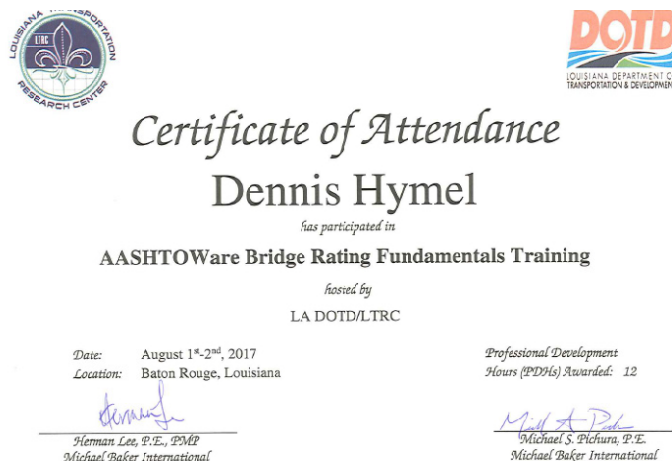 LOUISIANA TRANSPORTATION
LTRC
RESEARCH CENTER
DOTD
LOUISIANA DEPARTMENT O
TRANSPORTATION & DEVELOPMEN
Certificate of Attendance
Dennis Hymel
has participated in
AASHTOWare Bridge Rating Fundamentals Training
hosted by
LA DOTD/LTRC
Date: August 1st-2nd, 2017
Location: Baton Rouge, Louisiana
Professional Development
Hours (PDHs) Awarded: 12
Herman Lee, P.E., PMP
Michael Baker International
Michael S. Pichura, P.E.
Michael Baker International